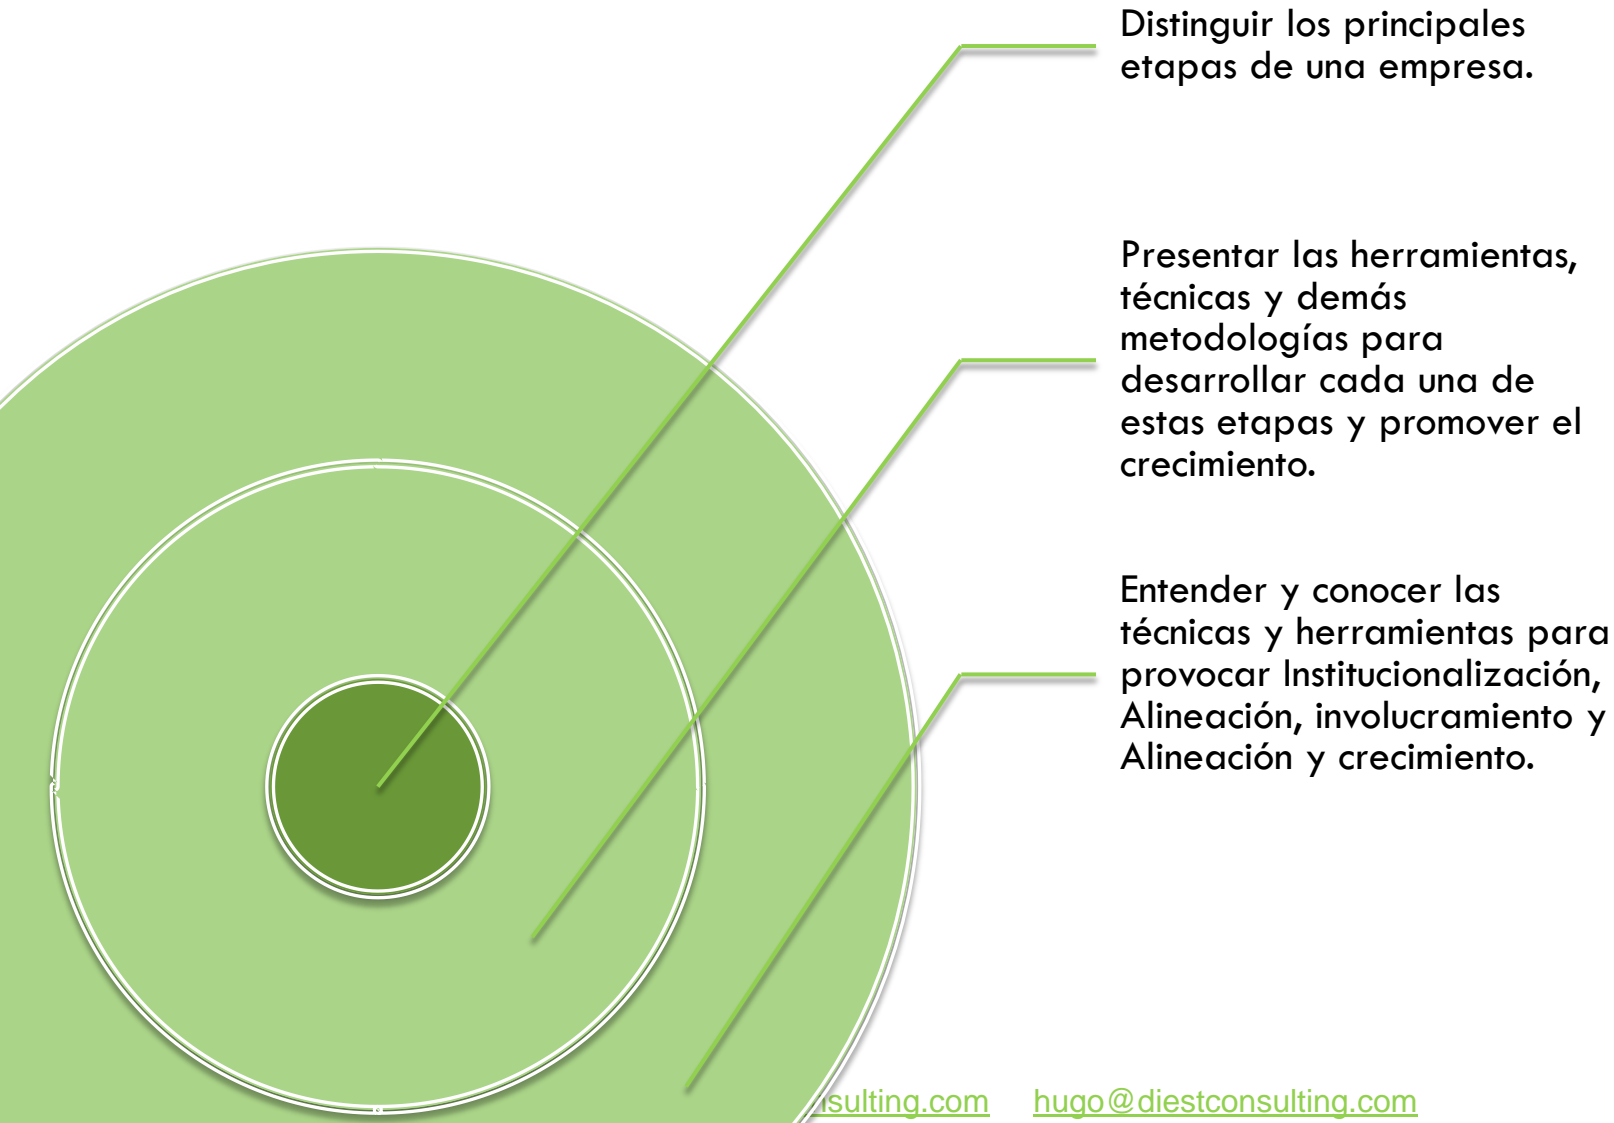 Distinguir los principales
etapas de una empresa.
Presentar las herramientas,
técnicas y demás
metodologías para
desarrollar cada una de
estas etapas y promover el
crecimiento.
Entender y conocer las
técnicas y herramientas para
provocar Institucionalización,
Alineación, involucramiento y
Alineación y crecimiento.
hugo@diestconsulting.com